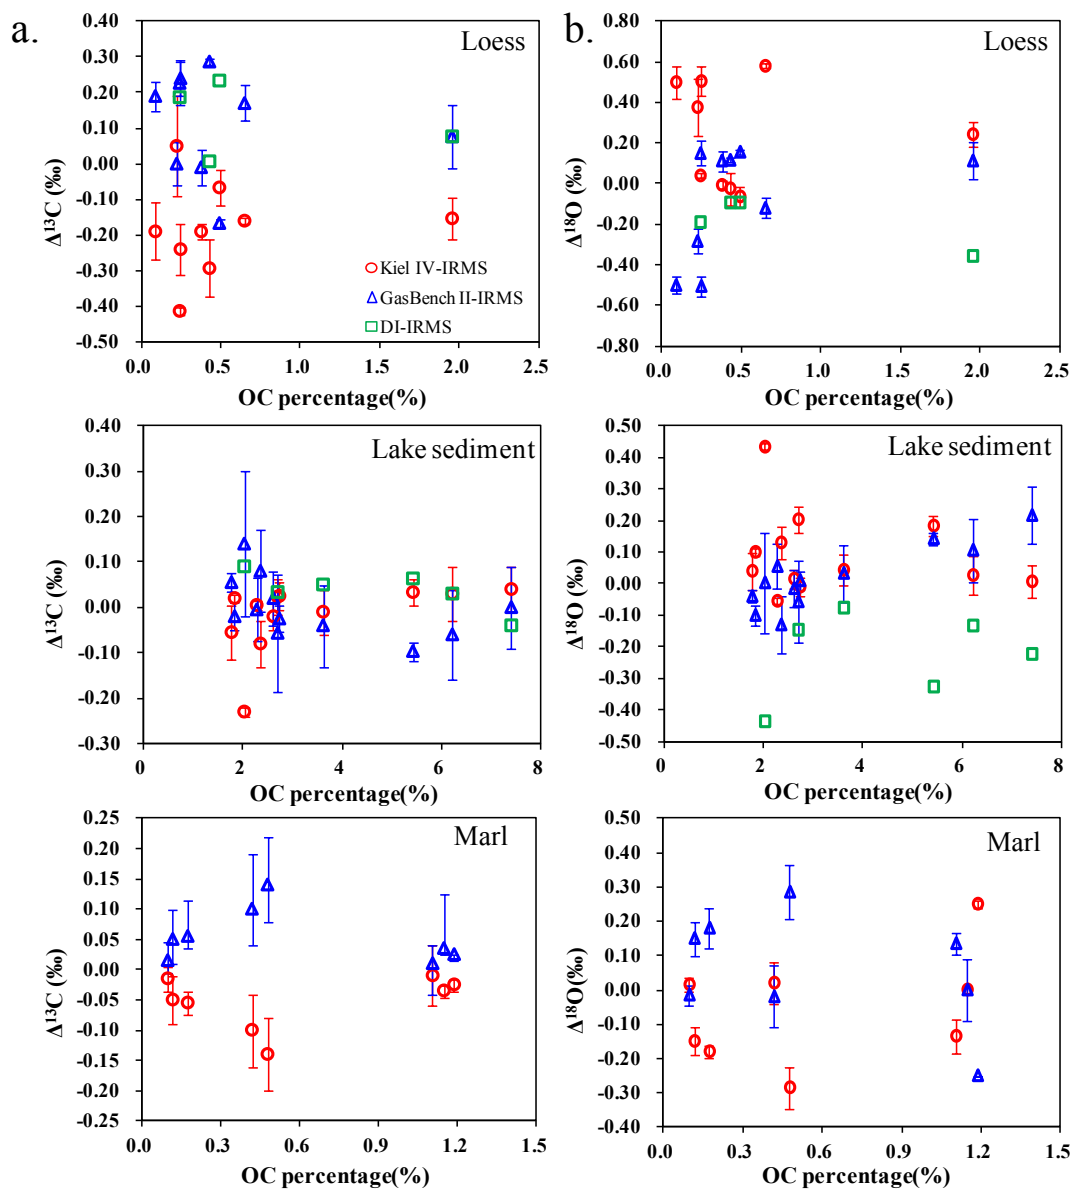 a.
Loess
0.40
0.30
0.20
0.10
0.00
-0.10
-0.20
-0.30
-0.40
-0.50
Δ13C (‰)
Kiel IV-IRMS
GasBench II-IRMS
DI-IRMS
0.0 0.5 1.0 1.5 2.0 2.5
OC percentage(%)
b.
Loess
0.80
0.60
0.40
0.20
0.00
-0.20
-0.40
-0.60
-0.80
Δ18O (‰)
0.0 0.5 1.0 1.5 2.0 2.5
OC percentage(%)
Lake sediment
0.40
0.30
0.20
0.10
0.00
-0.10
-0.20
-0.30
Δ13C (‰)
0 2 4 6 8
OC percentage(%)
Lake sediment
0.50
0.40
0.30
0.20
0.10
0.00
-0.10
-0.20
-0.30
-0.40
-0.50
Δ18O (‰)
0 2 4 6 8
OC percentage(%)
Marl
0.25
0.20
0.15
0.10
0.05
0.00
-0.05
-0.10
-0.15
-0.20
0.25
Δ13C (‰)
0.0 0.3 0.6 0.9 1.2 1.5
OC percentage(%)
Marl
0.50
0.40
0.30
0.20
0.10
0.00
-0.10
-0.20
-0.30
-0.40
Δ18O(‰)
0.0 0.3 0.6 0.9 1.2 1.5
OC percentage(%)